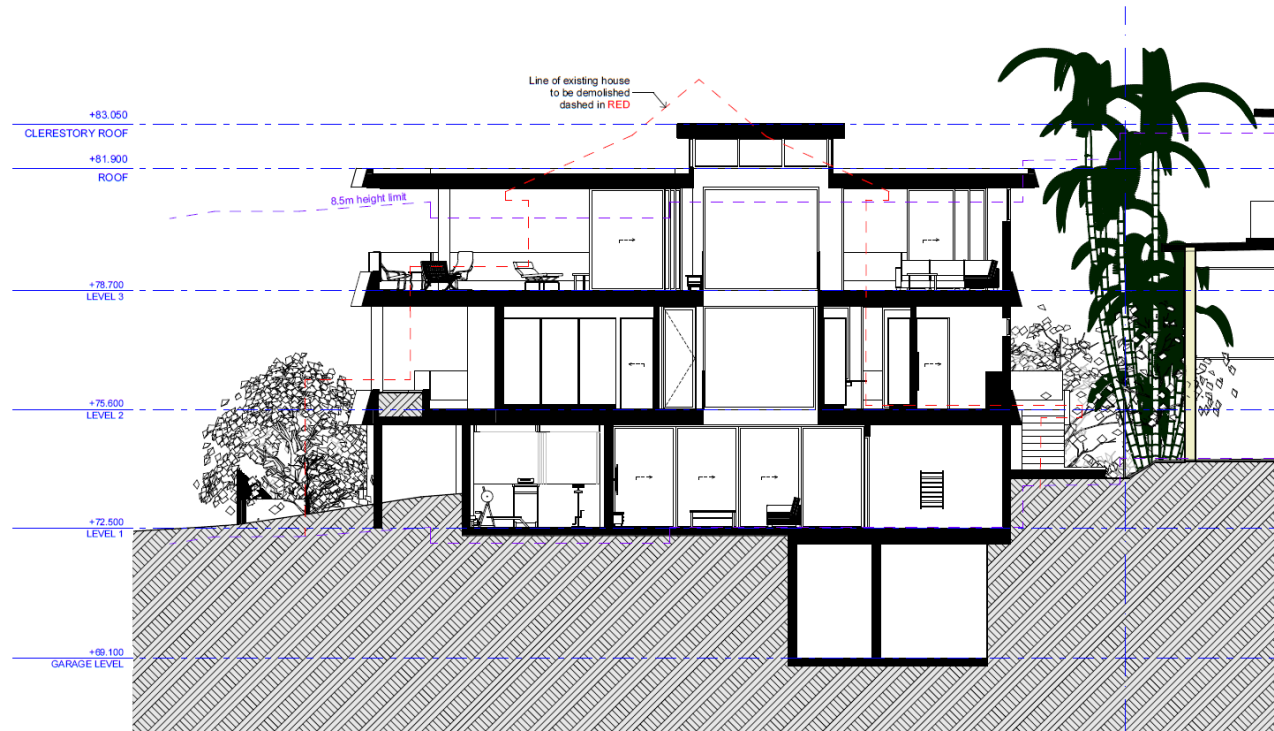 Line of existing house
to be demolished
dashed in RED
+83.050
CLERESTORY ROOF
+81.900
ROOF
8.5m height limit
+78.700
LEVEL 3
+75.600
LEVEL 2
+72.500
LEVEL 1
+69.100
GARAGE LEVEL